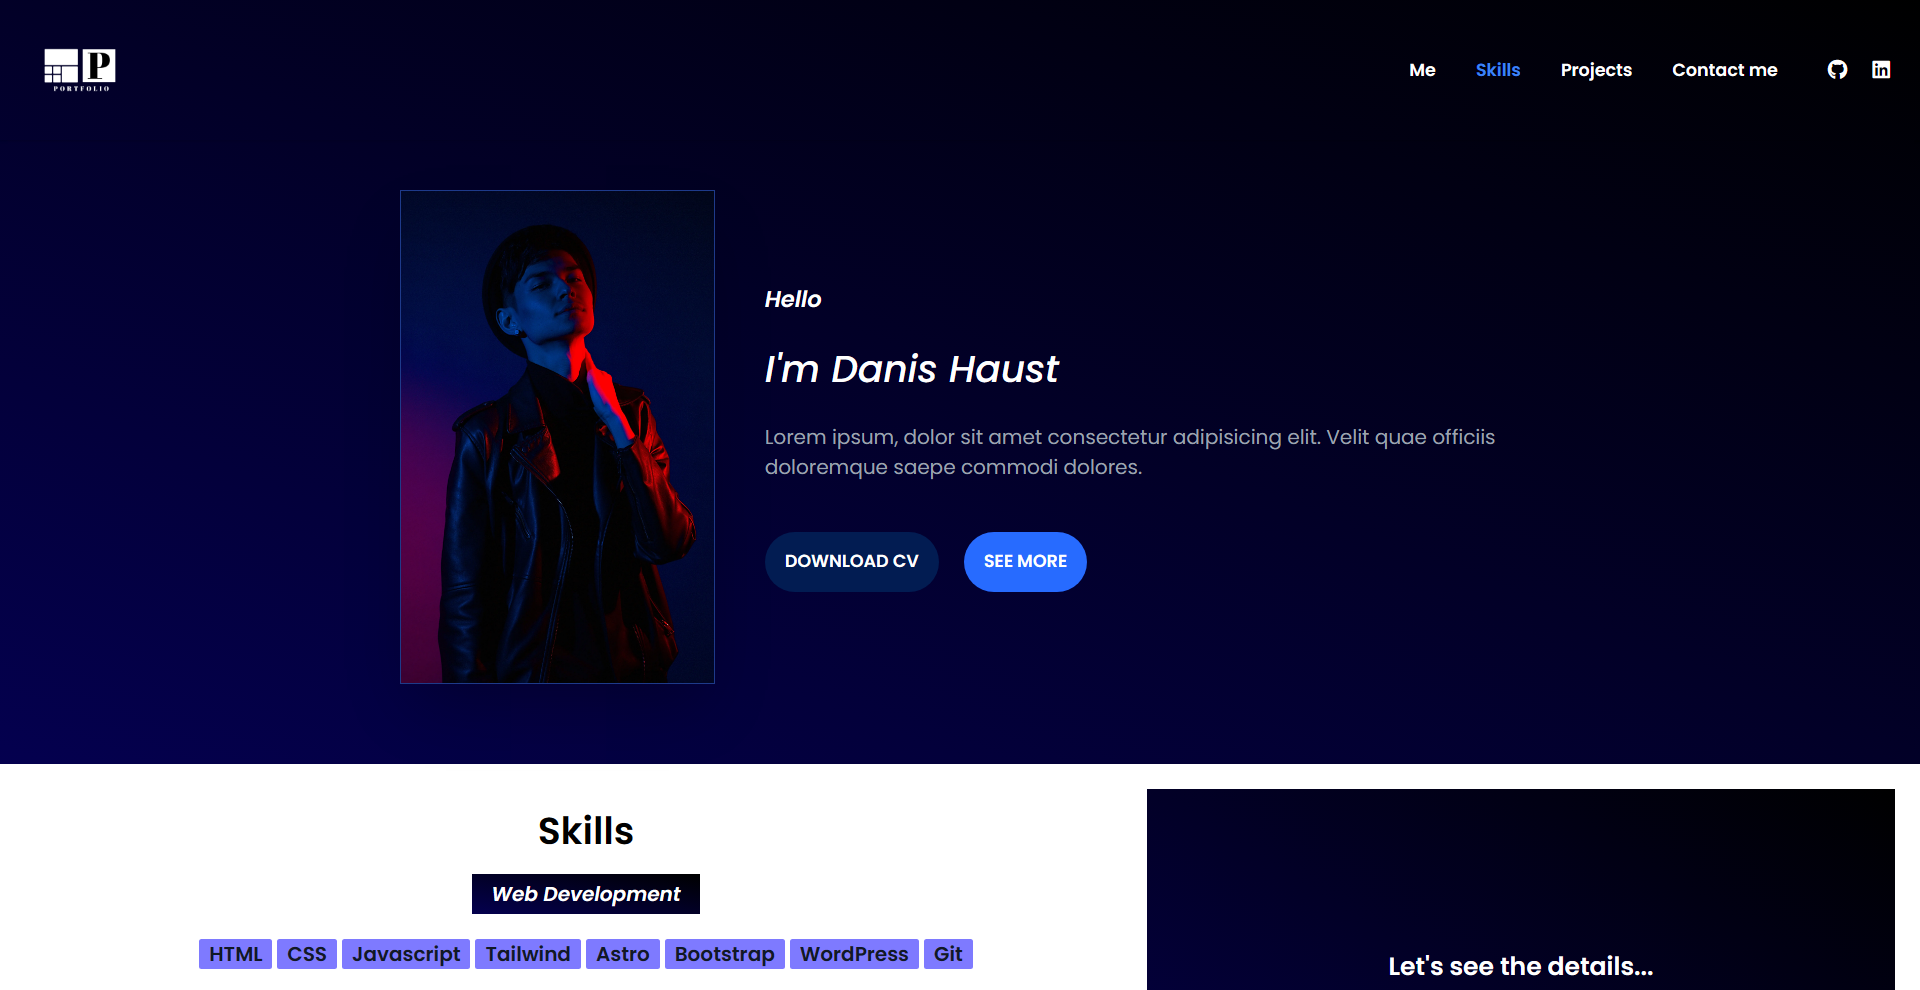 P
PORTFOLIO
Me
Skills
Projects
Contact me
in
Hello
I'm Danis Haust
Lorem ipsum, dolor sit amet consectetur adipisicing elit. Velit quae officiis
doloremque saepe commodi dolores.
DOWNLOAD CV
SEE MORE
Skills
Web Development
HTML CSS Javascript Tailwind Astro Bootstrap WordPress Git
Let's see the details...